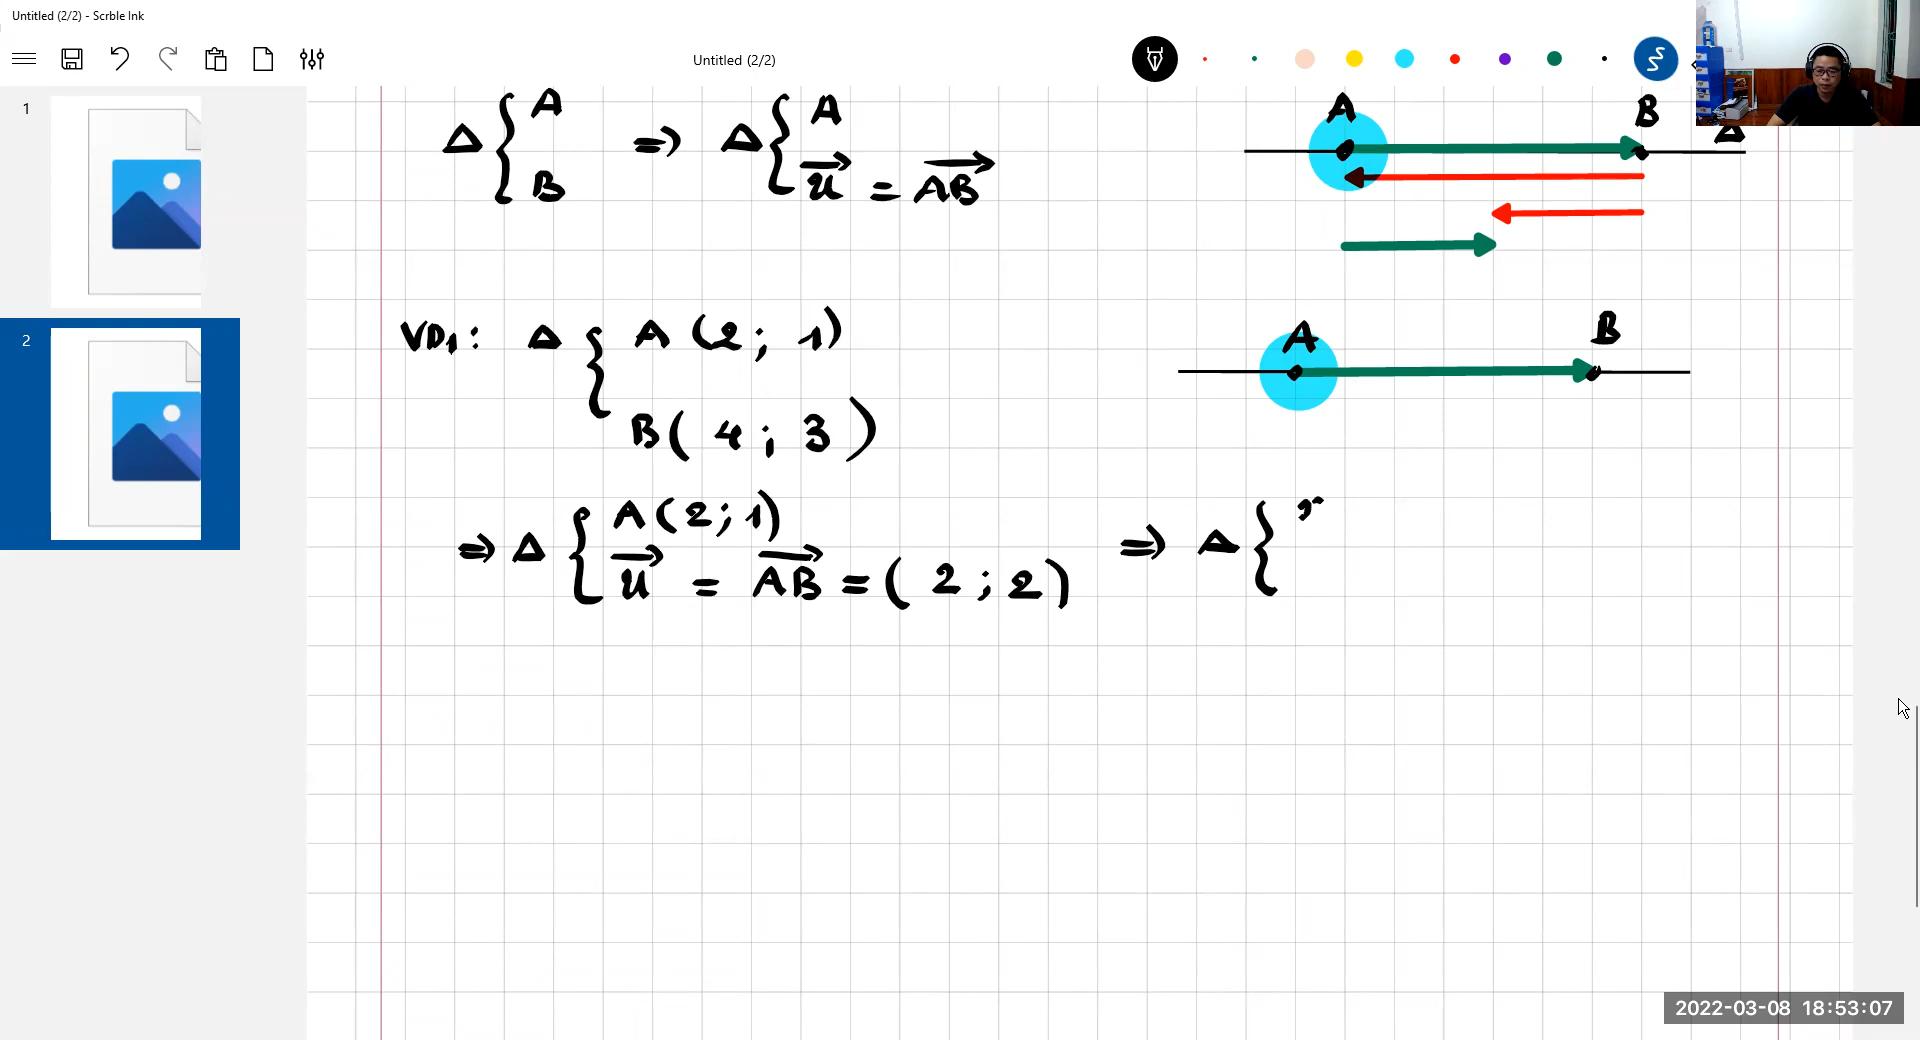 Untitled (2/2) - Scrble Ink
Untitled (2/2)
1
2
Δ { A
B
=> Δ { A
u⃗ = AB⃗
A B Δ
VD1: Δ { A (2; 1)
B( 4; 3 )
A B
=> Δ { A(2;1)
u⃗ = AB⃗ = ( 2 ; 2)
=> Δ {
2022-03-08 18:53:07